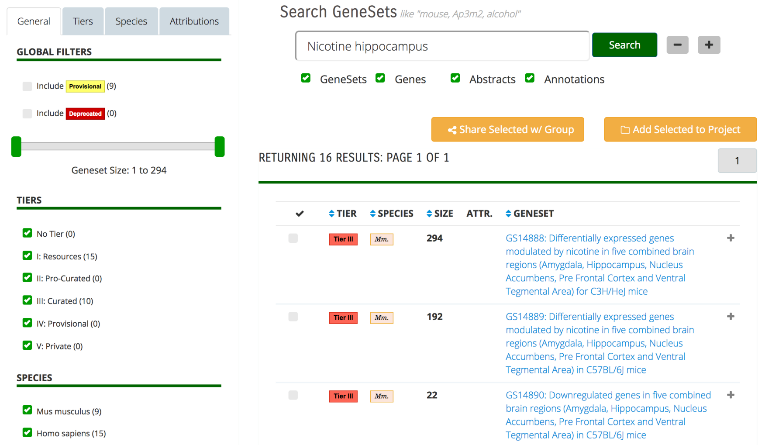 General
Tiers
Species
Attributions
GLOBAL FILTERS
Include Provisional (9)
Include Deprecated (0)
Geneset Size: 1 to 294
TIERS
No Tier (0)
I: Resources (15)
II: Pro-Curated (0)
III: Curated (10)
IV: Provisional (0)
V: Private (0)
SPECIES
Mus musculus (9)
Homo sapiens (15)
Search GeneSets like "mouse, Ap3m2, alcohol"
Nicotine hippocampus
Search
GeneSets Genes Abstracts Annotations
Share Selected w/ Group
Add Selected to Project
RETURNING 16 RESULTS: PAGE 1 OF 1
1
TIER SPECIES SIZE ATTR. GENESET
Tier III Mm. 294
GS14888: Differentially expressed genes
modulated by nicotine in five combined brain
regions (Amygdala, Hippocampus, Nucleus
Accumbens, Pre Frontal Cortex and Ventral
Tegmental Area) for C3H/HeJ mice
Tier III Mm. 192
GS14889: Differentially expressed genes
modulated by nicotine in five combined brain
regions (Amygdala, Hippocampus, Nucleus
Accumbens, Pre Frontal Cortex and Ventral
Tegmental Area) in C57BL/6J mice
Tier III Mm. 22
GS14890: Downregulated genes in five combined
brain regions (Amygdala, Hippocampus, Nucleus
Accumbens, Pre Frontal Cortex and Ventral
Tegmental Area) in C57BL/6J mice